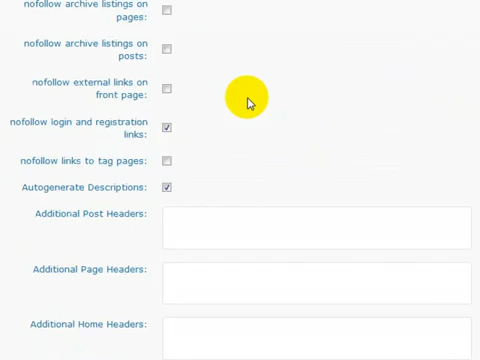 nofollow archive listings on
pages:
nofollow archive listings on
posts:
nofollow external links on
front page:
nofollow login and registration
links:
nofollow links to tag pages:
Autogenerate Descriptions:
Additional Post Headers:
Additional Page Headers:
Additional Home Headers: